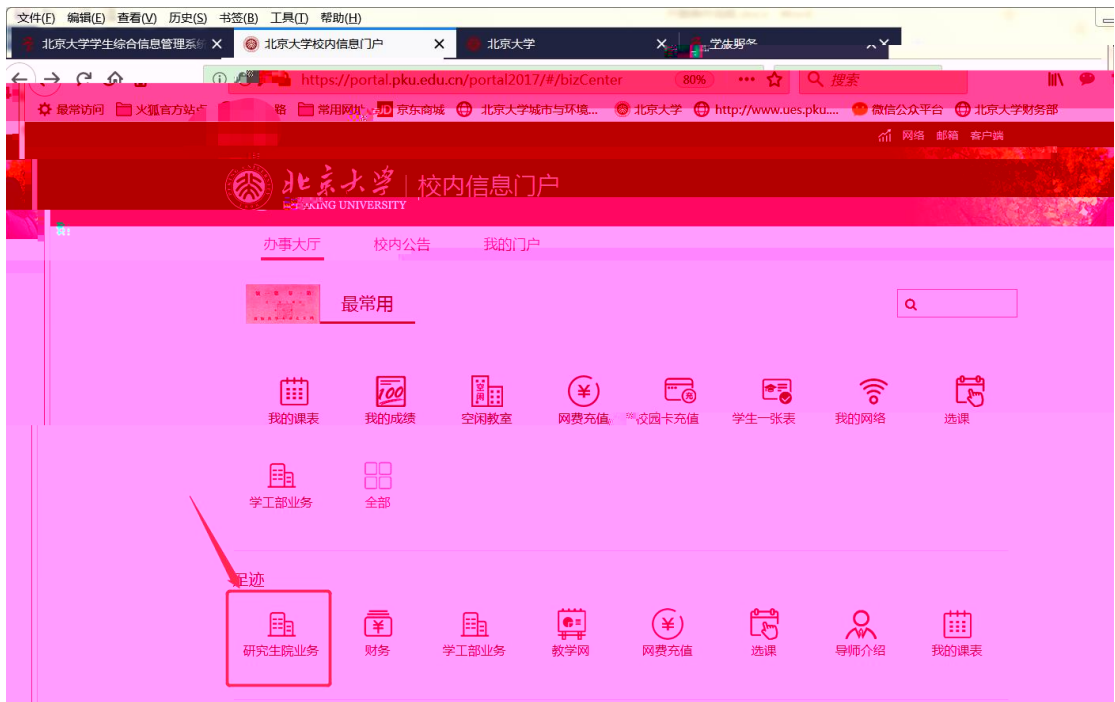 文件(F) 编辑(E) 查看(V) 历史(S) 书签(B) 工具(T) 帮助(H)
北京大学学生综合信息管理系统 北京大学校内信息门户 北京大学
https://portal.pku.edu.cn/portal2017/#/bizCenter 80% 搜索
最常访问 火狐官方站点 常用网址 JD 京东商城 北京大学城市与环境... 北京大学 http://www.ues.pku.... 微信公众平台 北京大学财务部
网络 邮箱 客户端
北京大学 校内信息门户
PEKING UNIVERSITY
办事大厅 校内公告 我的门户
最常用
100 空闲
我的课表 我的成绩 空闲教室 网费充值 校园卡充值 学生一张表 我的网络 选课
学工部业务 全部
足迹
研究生院业务 财务 学工部业务 教学网 网费充值 选课 导师介绍 我的课表